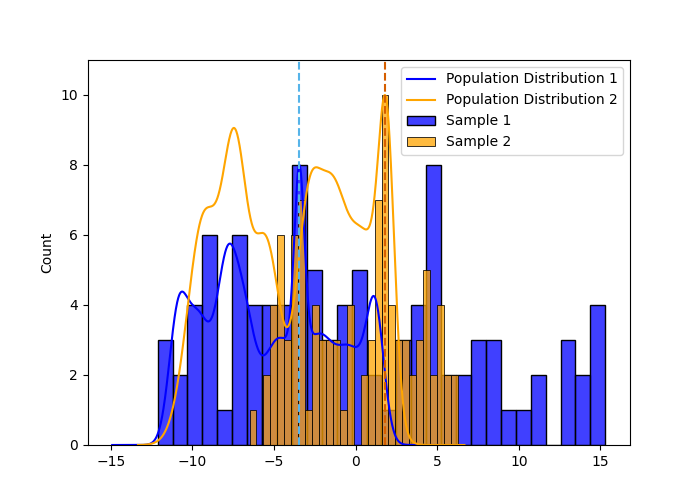 Population Distribution 1
Population Distribution 2
Sample 1
Sample 2
Count
10
8
6
4
2
0
−15 −10 −5 0 5 10 15